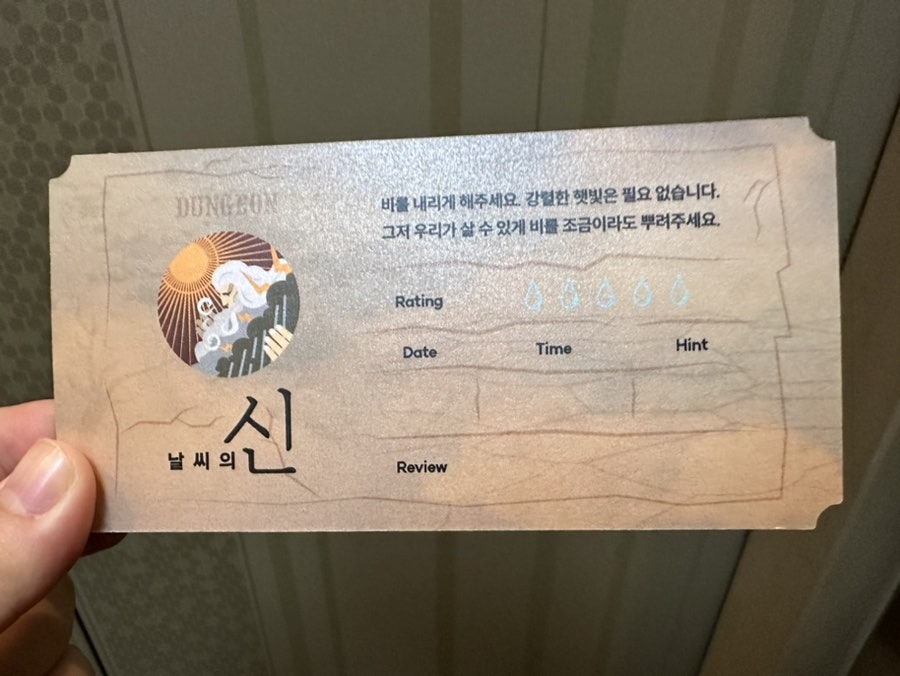 DUNGEON
비를 내리게 해주세요. 강렬한 햇빛은 필요 없습니다.
그저 우리가 살 수 있게 비를 조금이라도 뿌려주세요.
Rating
Date Time Hint
날씨의 신
Review